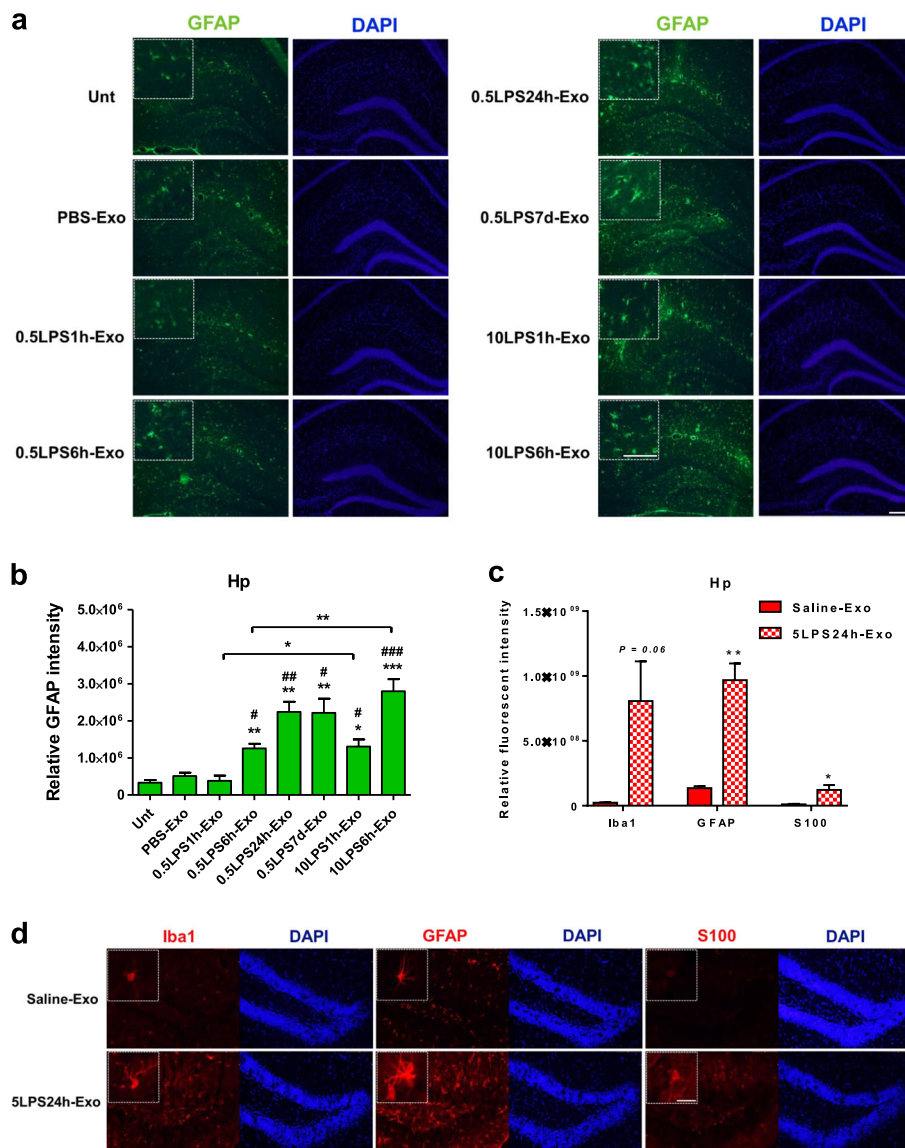 a
GFAP DAPI GFAP DAPI
Unt 0.5LPS24h-Exo
PBS-Exo 0.5LPS7d-Exo
0.5LPS1h-Exo 10LPS1h-Exo
0.5LPS6h-Exo 10LPS6h-Exo
b
Hp
Relative GFAP intensity
5.0×10⁶
4.0×10⁶
3.0×10⁶
2.0×10⁶
1.0×10⁶
0
**
*
# ** ## ** # ** # * ### ***
Unt PBS-Exo 0.5LPS1h-Exo 0.5LPS6h-Exo 0.5LPS24h-Exo 0.5LPS7d-Exo 10LPS1h-Exo 10LPS6h-Exo
c
Hp
Relative fluorescent intensity
1.5✖10⁰⁹
1.0✖10⁰⁹
5.0✖10⁰⁸
0
Saline-Exo
5LPS24h-Exo
P = 0.06 ** *
Iba1 GFAP S100
d
Iba1 DAPI GFAP DAPI S100 DAPI
Saline-Exo
5LPS24h-Exo